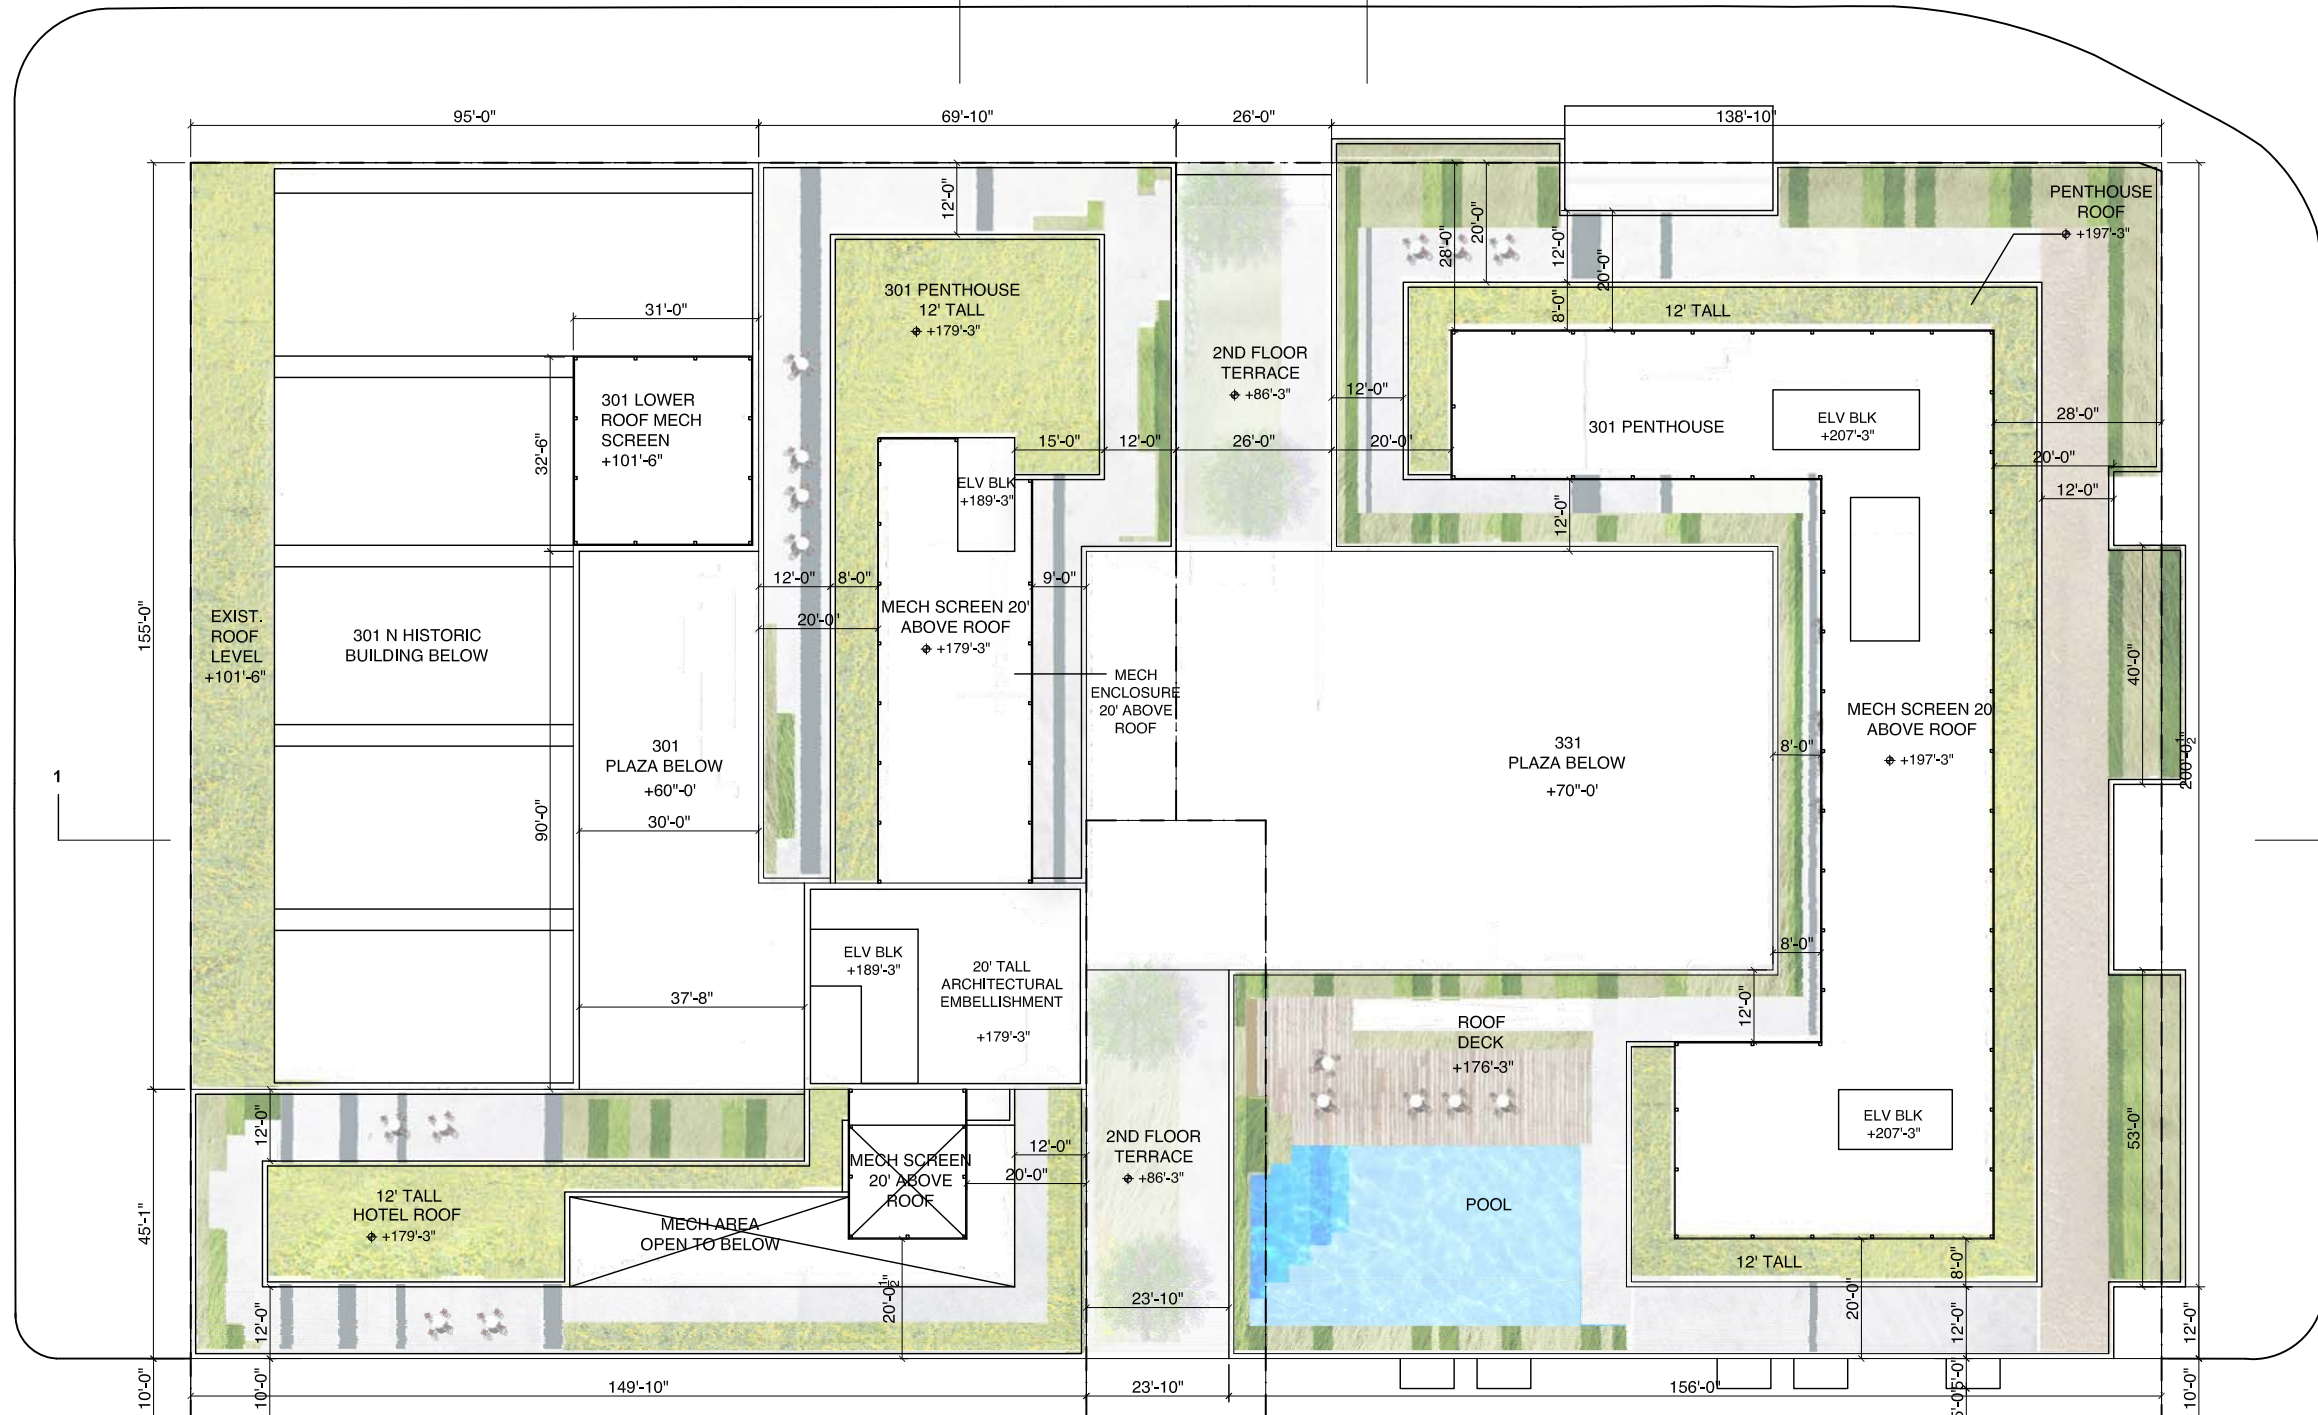 95'-0"
69'-10"
26'-0"
138'-10"
PENTHOUSE
ROOF
+197'-3"
12'-0"
28'-0"
20'-0"
12'-0"
20'-0"
8'-0"
12' TALL
301 PENTHOUSE
12' TALL
+179'-3"
31'-0"
2ND FLOOR
TERRACE
+86'-3"
12'-0"
301 LOWER
ROOF MECH
SCREEN
+101'-6"
32'-6"
301 PENTHOUSE
ELV BLK
+207'-3"
28'-0"
15'-0"
12'-0"
26'-0"
20'-0"
20'-0"
12'-0"
ELV BLK
+189'-3"
12'-0"
12'-0"
8'-0"
9'-0"
20'-0"
MECH SCREEN 20'
ABOVE ROOF
+179'-3"
155'-0"
EXIST.
ROOF
LEVEL
+101'-6"
301 N HISTORIC
BUILDING BELOW
MECH
ENCLOSURE
20' ABOVE
ROOF
40'-0"
MECH SCREEN 20
ABOVE ROOF
+197'-3"
200'-0 1/2"
301
PLAZA BELOW
+60"-0'
331
PLAZA BELOW
+70"-0'
8'-0"
1
30'-0"
90'-0"
8'-0"
ELV BLK
+189'-3"
20' TALL
ARCHITECTURAL
EMBELLISHMENT
+179'-3"
37'-8"
12'-0"
ROOF
DECK
+176'-3"
ELV BLK
+207'-3"
53'-0"
12'-0"
2ND FLOOR
TERRACE
+86'-3"
12'-0"
20'-0"
MECH SCREEN
20' ABOVE
ROOF
12' TALL
HOTEL ROOF
+179'-3"
MECH AREA
OPEN TO BELOW
POOL
45'-1"
12' TALL
8'-0"
20'-0 1/2"
20'-0"
23'-10"
12'-0"
12'-0"
12'-0"
10'-0"
10'-0"
149'-10"
23'-10"
156'-0"
5'-0"
10'-0"